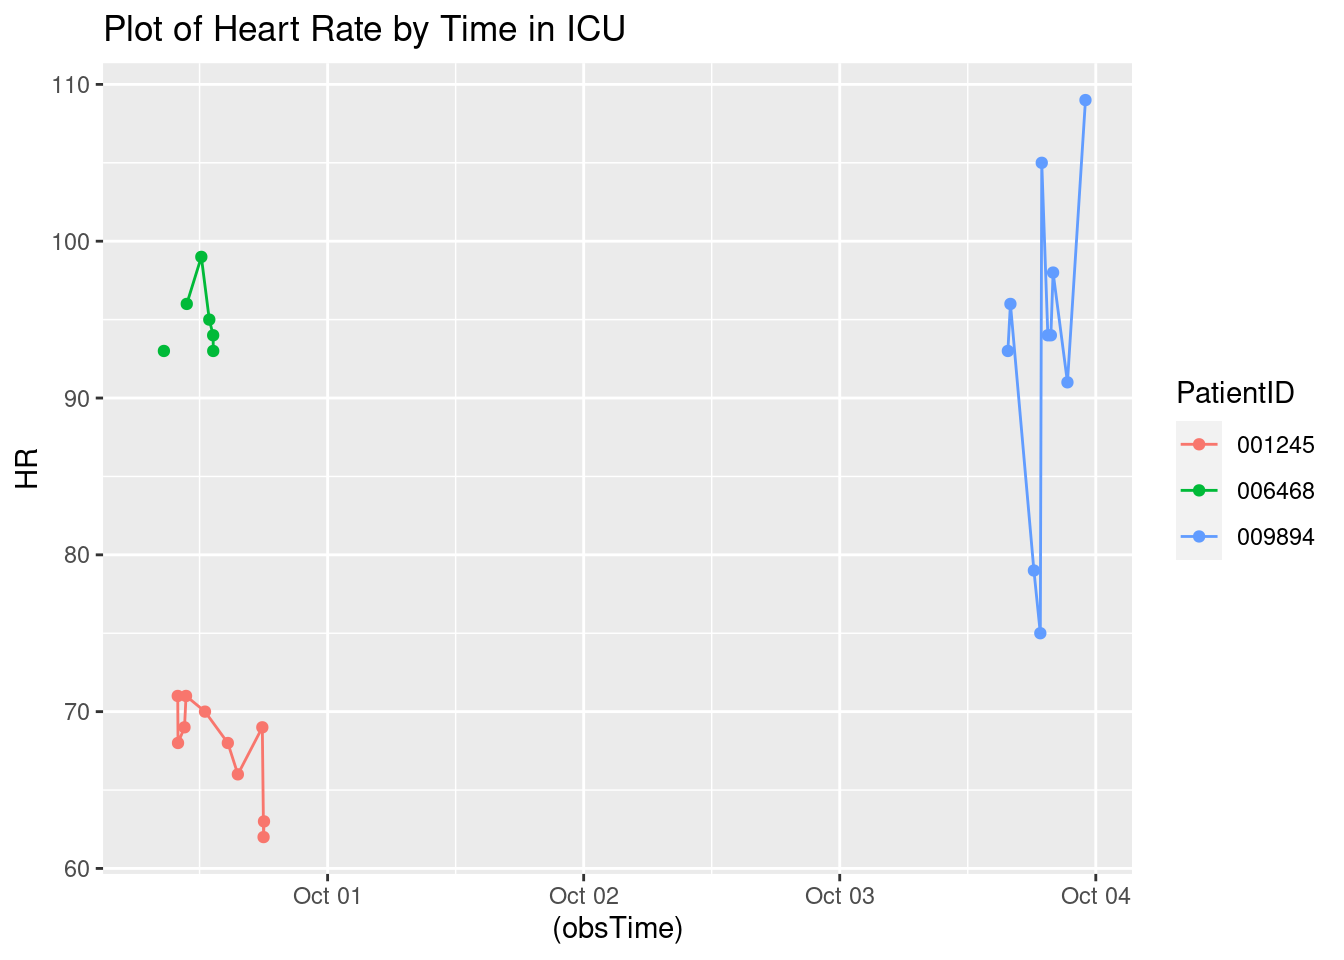 Plot of Heart Rate by Time in ICU
110
100
90
80
70
60
HR
Oct 01
Oct 02
Oct 03
Oct 04
(obsTime)
PatientID
001245
006468
009894